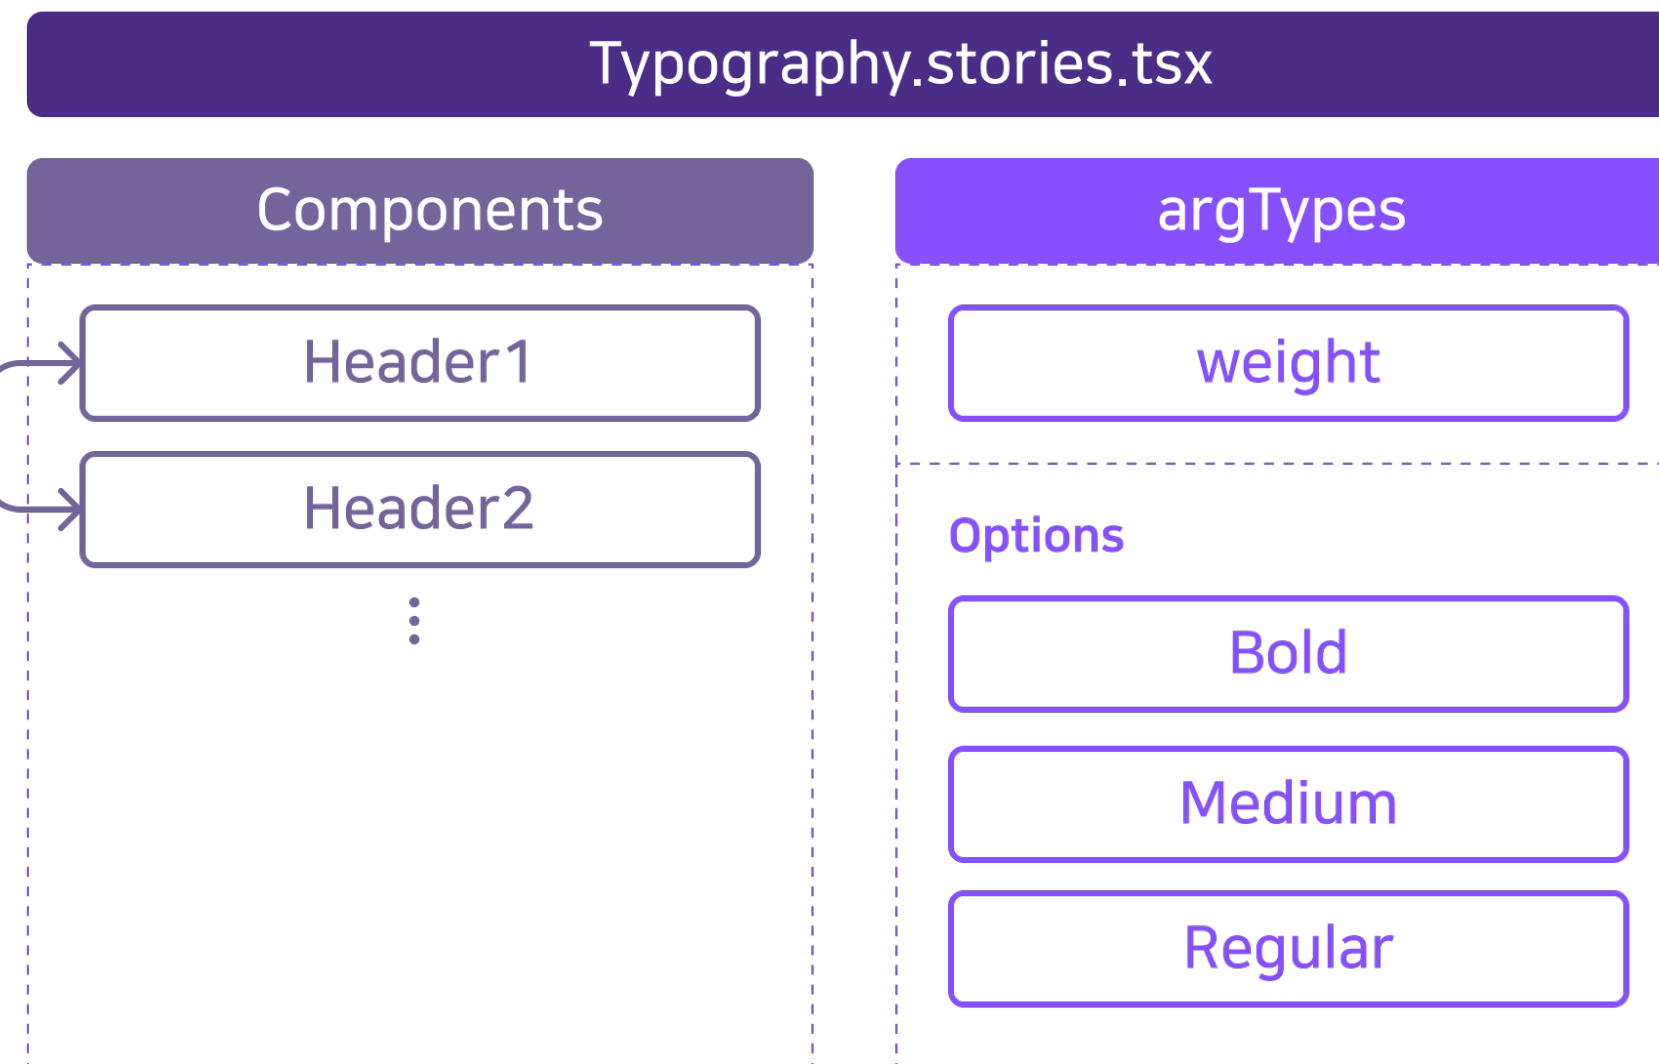 Typography.stories.tsx
Components
Header1
Header2
argTypes
weight
Options
Bold
Medium
Regular